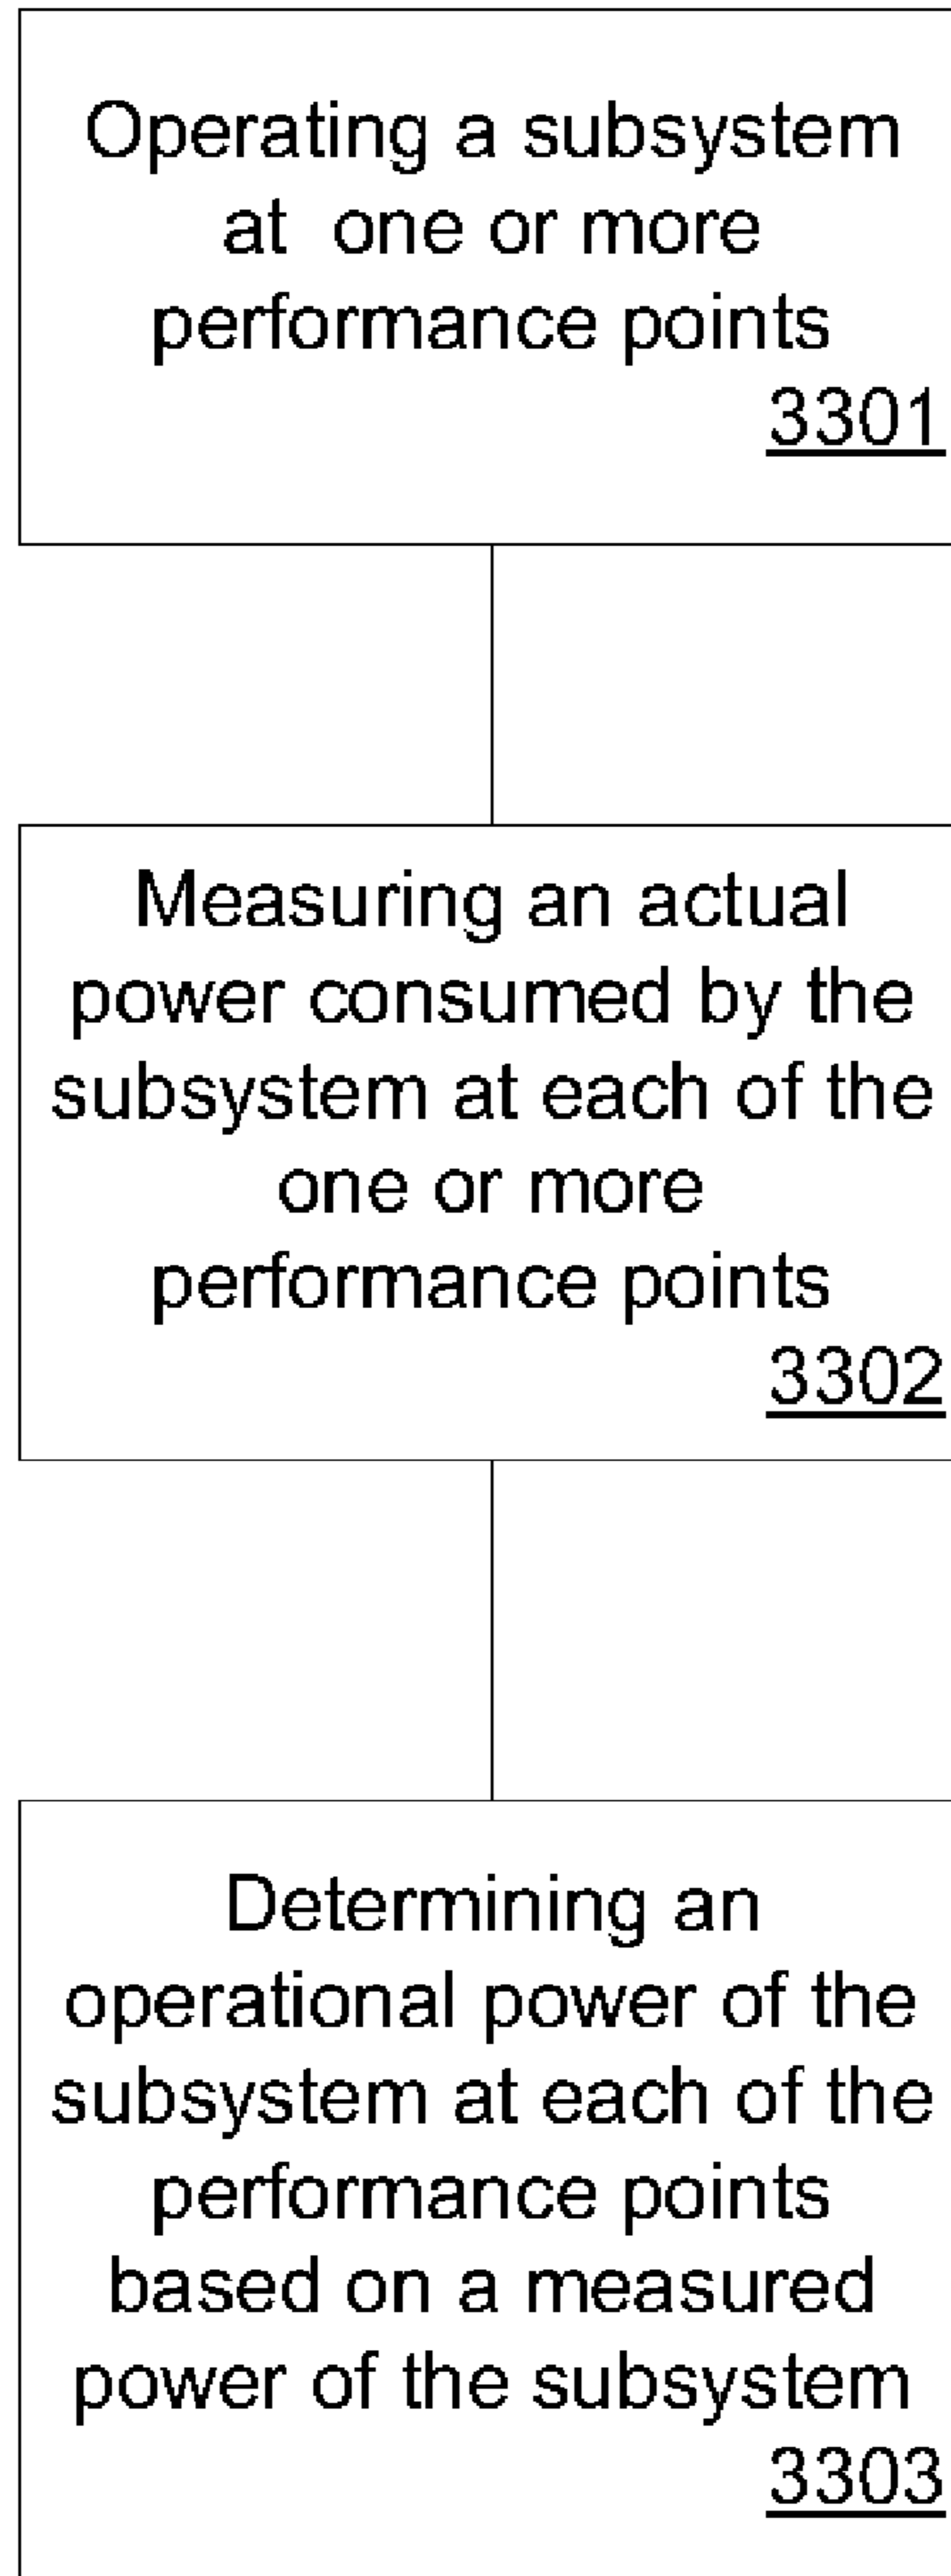 Operating a subsystem
at one or more
performance points
3301
Measuring an actual
power consumed by the
subsystem at each of the
one or more
performance points
3302
Determining an
operational power of the
subsystem at each of the
performance points
based on a measured
power of the subsystem
3303